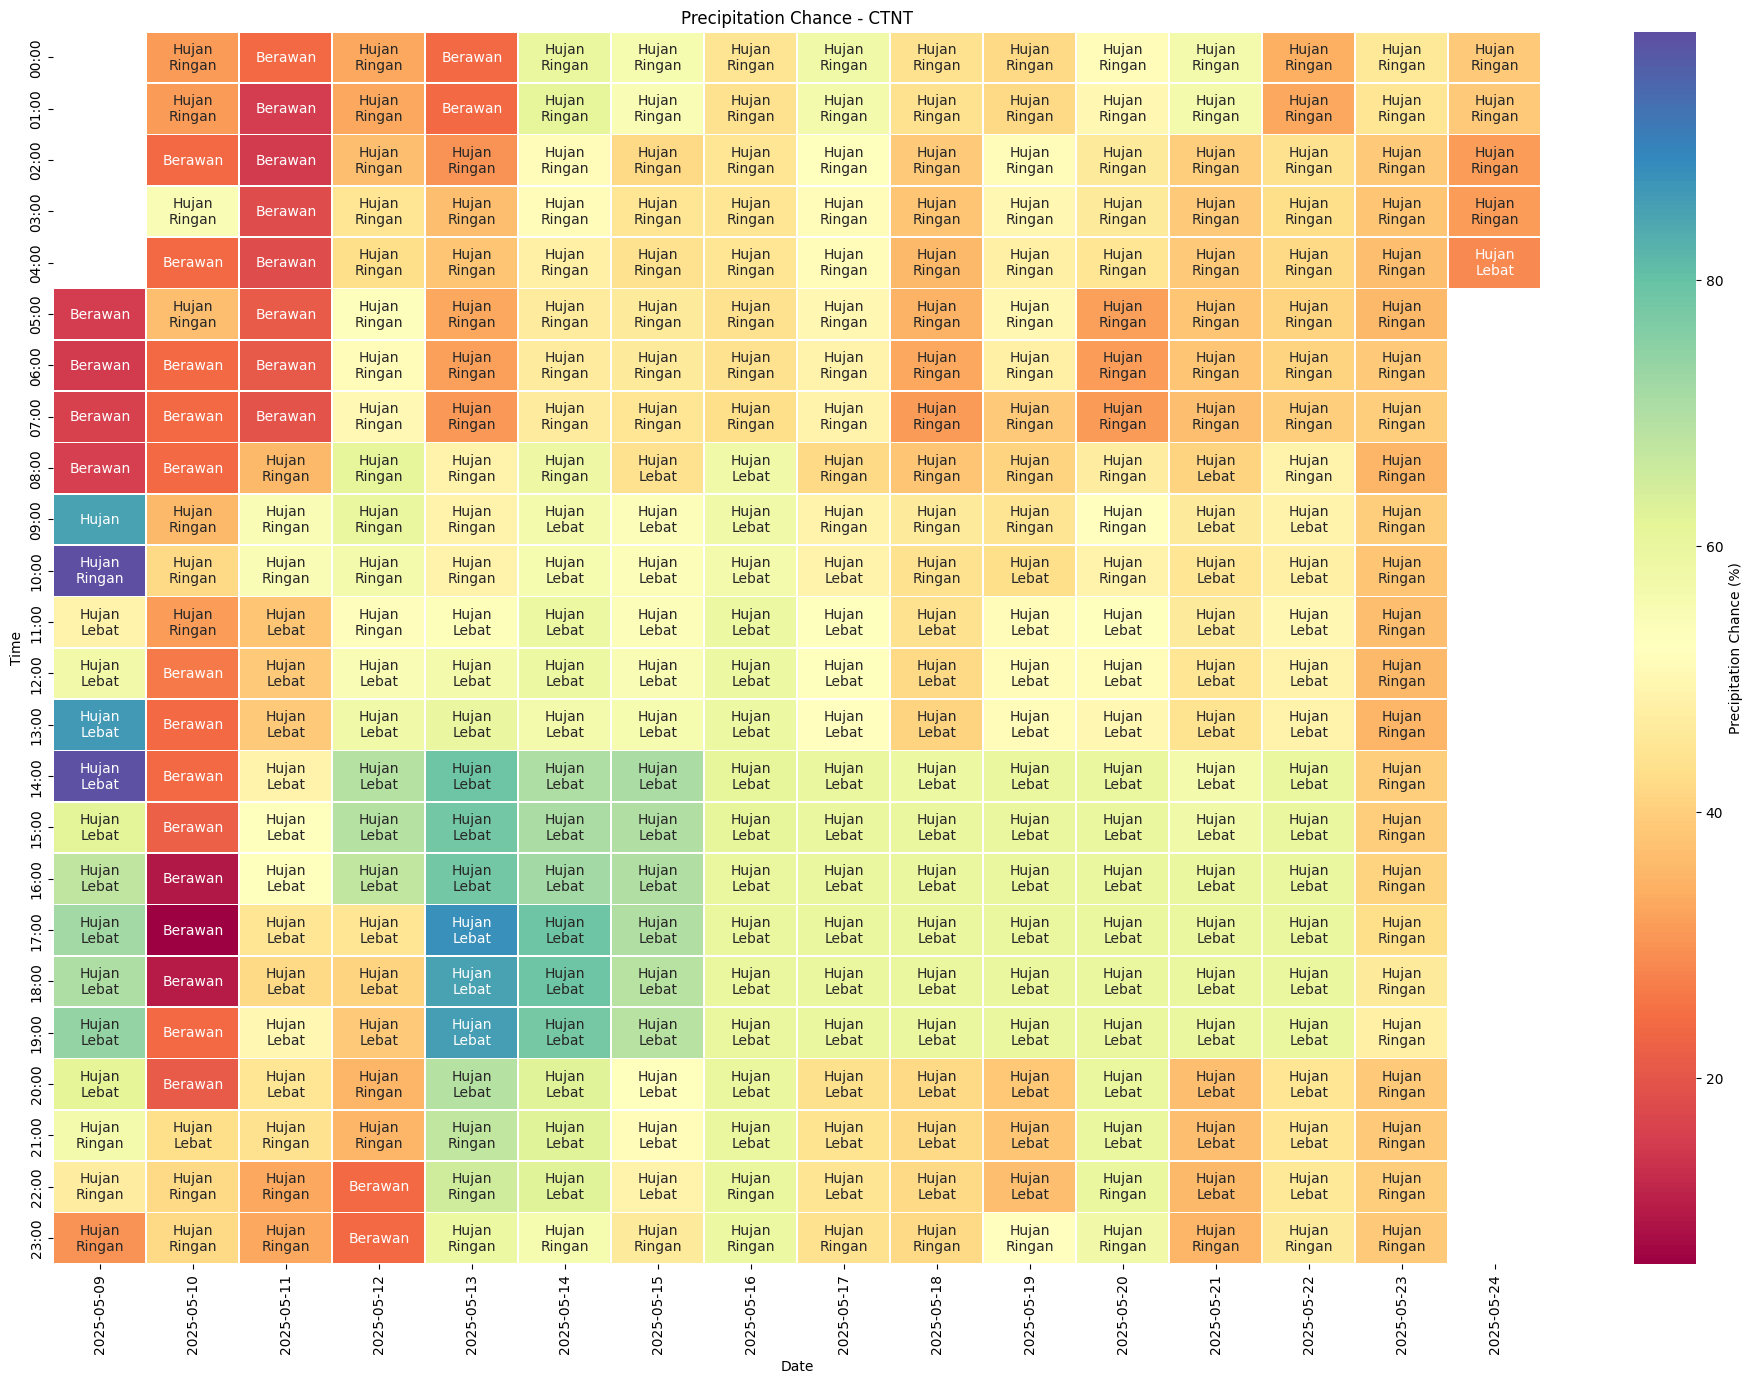 Precipitation Chance - CTNT
00:00 Hujan Ringan Berawan Hujan Ringan Berawan Hujan Ringan Hujan Ringan Hujan Ringan Hujan Ringan Hujan Ringan Hujan Ringan Hujan Ringan Hujan Ringan Hujan Ringan Hujan Ringan Hujan Ringan
01:00 Hujan Ringan Berawan Hujan Ringan Berawan Hujan Ringan Hujan Ringan Hujan Ringan Hujan Ringan Hujan Ringan Hujan Ringan Hujan Ringan Hujan Ringan Hujan Ringan Hujan Ringan Hujan Ringan
02:00 Berawan Berawan Hujan Ringan Hujan Ringan Hujan Ringan Hujan Ringan Hujan Ringan Hujan Ringan Hujan Ringan Hujan Ringan Hujan Ringan Hujan Ringan Hujan Ringan Hujan Ringan Hujan Ringan
03:00 Hujan Ringan Berawan Hujan Ringan Hujan Ringan Hujan Ringan Hujan Ringan Hujan Ringan Hujan Ringan Hujan Ringan Hujan Ringan Hujan Ringan Hujan Ringan Hujan Ringan Hujan Ringan Hujan Ringan
04:00 Berawan Berawan Hujan Ringan Hujan Ringan Hujan Ringan Hujan Ringan Hujan Ringan Hujan Ringan Hujan Ringan Hujan Ringan Hujan Ringan Hujan Ringan Hujan Ringan Hujan Ringan Hujan Lebat
05:00 Berawan Hujan Ringan Berawan Hujan Ringan Hujan Ringan Hujan Ringan Hujan Ringan Hujan Ringan Hujan Ringan Hujan Ringan Hujan Ringan Hujan Ringan Hujan Ringan Hujan Ringan Hujan Ringan
06:00 Berawan Berawan Berawan Hujan Ringan Hujan Ringan Hujan Ringan Hujan Ringan Hujan Ringan Hujan Ringan Hujan Ringan Hujan Ringan Hujan Ringan Hujan Ringan Hujan Ringan Hujan Ringan
07:00 Berawan Berawan Berawan Hujan Ringan Hujan Ringan Hujan Ringan Hujan Ringan Hujan Ringan Hujan Ringan Hujan Ringan Hujan Ringan Hujan Ringan Hujan Ringan Hujan Ringan Hujan Ringan
08:00 Berawan Berawan Hujan Ringan Hujan Ringan Hujan Ringan Hujan Ringan Hujan Lebat Hujan Lebat Hujan Ringan Hujan Ringan Hujan Ringan Hujan Ringan Hujan Lebat Hujan Ringan Hujan Ringan
09:00 Hujan Hujan Ringan Hujan Ringan Hujan Ringan Hujan Ringan Hujan Lebat Hujan Lebat Hujan Lebat Hujan Ringan Hujan Ringan Hujan Ringan Hujan Ringan Hujan Lebat Hujan Lebat Hujan Ringan
10:00 Hujan Ringan Hujan Ringan Hujan Ringan Hujan Ringan Hujan Ringan Hujan Lebat Hujan Lebat Hujan Lebat Hujan Lebat Hujan Ringan Hujan Lebat Hujan Ringan Hujan Lebat Hujan Lebat Hujan Ringan
11:00 Hujan Lebat Hujan Ringan Hujan Lebat Hujan Ringan Hujan Lebat Hujan Lebat Hujan Lebat Hujan Lebat Hujan Lebat Hujan Lebat Hujan Lebat Hujan Lebat Hujan Lebat Hujan Lebat Hujan Ringan
12:00 Hujan Lebat Berawan Hujan Lebat Hujan Lebat Hujan Lebat Hujan Lebat Hujan Lebat Hujan Lebat Hujan Lebat Hujan Lebat Hujan Lebat Hujan Lebat Hujan Lebat Hujan Lebat Hujan Ringan
13:00 Hujan Lebat Berawan Hujan Lebat Hujan Lebat Hujan Lebat Hujan Lebat Hujan Lebat Hujan Lebat Hujan Lebat Hujan Lebat Hujan Lebat Hujan Lebat Hujan Lebat Hujan Lebat Hujan Ringan
14:00 Hujan Lebat Berawan Hujan Lebat Hujan Lebat Hujan Lebat Hujan Lebat Hujan Lebat Hujan Lebat Hujan Lebat Hujan Lebat Hujan Lebat Hujan Lebat Hujan Lebat Hujan Lebat Hujan Ringan
15:00 Hujan Lebat Berawan Hujan Lebat Hujan Lebat Hujan Lebat Hujan Lebat Hujan Lebat Hujan Lebat Hujan Lebat Hujan Lebat Hujan Lebat Hujan Lebat Hujan Lebat Hujan Lebat Hujan Ringan
16:00 Hujan Lebat Berawan Hujan Lebat Hujan Lebat Hujan Lebat Hujan Lebat Hujan Lebat Hujan Lebat Hujan Lebat Hujan Lebat Hujan Lebat Hujan Lebat Hujan Lebat Hujan Lebat Hujan Ringan
17:00 Hujan Lebat Berawan Hujan Lebat Hujan Lebat Hujan Lebat Hujan Lebat Hujan Lebat Hujan Lebat Hujan Lebat Hujan Lebat Hujan Lebat Hujan Lebat Hujan Lebat Hujan Lebat Hujan Ringan
18:00 Hujan Lebat Berawan Hujan Lebat Hujan Lebat Hujan Lebat Hujan Lebat Hujan Lebat Hujan Lebat Hujan Lebat Hujan Lebat Hujan Lebat Hujan Lebat Hujan Lebat Hujan Lebat Hujan Ringan
19:00 Hujan Lebat Berawan Hujan Lebat Hujan Lebat Hujan Lebat Hujan Lebat Hujan Lebat Hujan Lebat Hujan Lebat Hujan Lebat Hujan Lebat Hujan Lebat Hujan Lebat Hujan Lebat Hujan Ringan
20:00 Hujan Lebat Berawan Hujan Lebat Hujan Ringan Hujan Lebat Hujan Lebat Hujan Lebat Hujan Lebat Hujan Lebat Hujan Lebat Hujan Lebat Hujan Lebat Hujan Lebat Hujan Lebat Hujan Ringan
21:00 Hujan Ringan Hujan Lebat Hujan Ringan Hujan Ringan Hujan Ringan Hujan Lebat Hujan Lebat Hujan Lebat Hujan Lebat Hujan Lebat Hujan Lebat Hujan Lebat Hujan Lebat Hujan Lebat Hujan Ringan
22:00 Hujan Ringan Hujan Ringan Hujan Ringan Berawan Hujan Ringan Hujan Lebat Hujan Lebat Hujan Ringan Hujan Lebat Hujan Lebat Hujan Lebat Hujan Ringan Hujan Lebat Hujan Lebat Hujan Ringan
23:00 Hujan Ringan Hujan Ringan Hujan Ringan Berawan Hujan Ringan Hujan Ringan Hujan Ringan Hujan Ringan Hujan Ringan Hujan Ringan Hujan Ringan Hujan Ringan Hujan Ringan Hujan Ringan Hujan Ringan
Time
2025-05-09 2025-05-10 2025-05-11 2025-05-12 2025-05-13 2025-05-14 2025-05-15 2025-05-16 2025-05-17 2025-05-18 2025-05-19 2025-05-20 2025-05-21 2025-05-22 2025-05-23 2025-05-24
Date
80
60
40
20
Precipitation Chance (%)